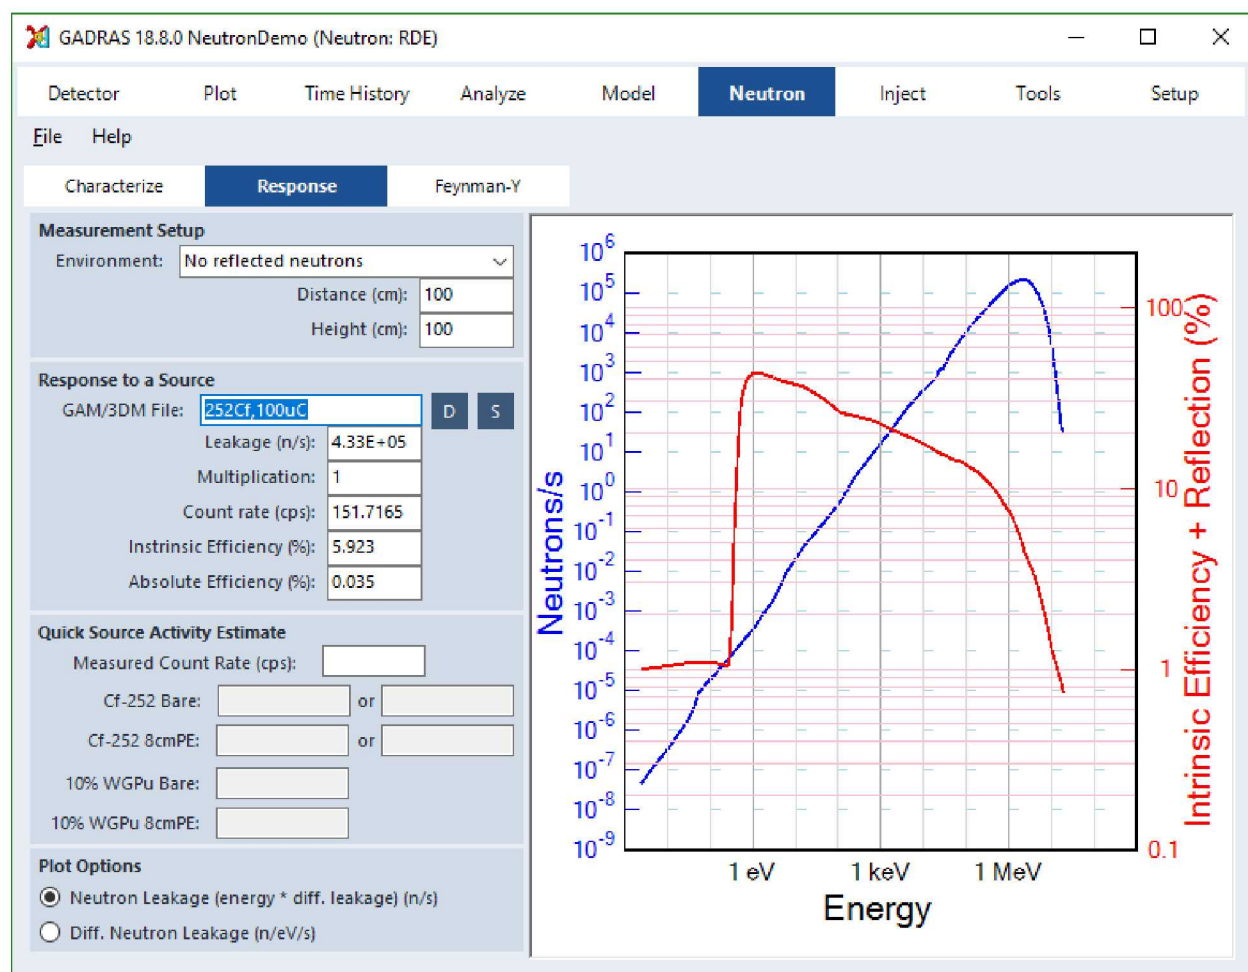 GADRAS 18.8.0 NeutronDemo (Neutron: RDE)
Detector Plot Time History Analyze Model Neutron Inject Tools Setup
File Help
Characterize Response Feynman-Y
Measurement Setup
Environment: No reflected neutrons
Distance (cm): 100
Height (cm): 100
Response to a Source
GAM/3DM File: 252Cf,100uC D S
Leakage (n/s): 4.33E+05
Multiplication: 1
Count rate (cps): 151.7165
Instrinsic Efficiency (%): 5.923
Absolute Efficiency (%): 0.035
Quick Source Activity Estimate
Measured Count Rate (cps):
Cf-252 Bare: or
Cf-252 8cmPE: or
10% WGPu Bare:
10% WGPu 8cmPE:
Plot Options
Neutron Leakage (energy * diff. leakage) (n/s)
Diff. Neutron Leakage (n/eV/s)
Neutrons/s
10^6
10^5
10^4
10^3
10^2
10^1
10^0
10^-1
10^-2
10^-3
10^-4
10^-5
10^-6
10^-7
10^-8
10^-9
1 eV 1 keV 1 MeV
Energy
100
10
1
0.1
Intrinsic Efficiency + Reflection (%)